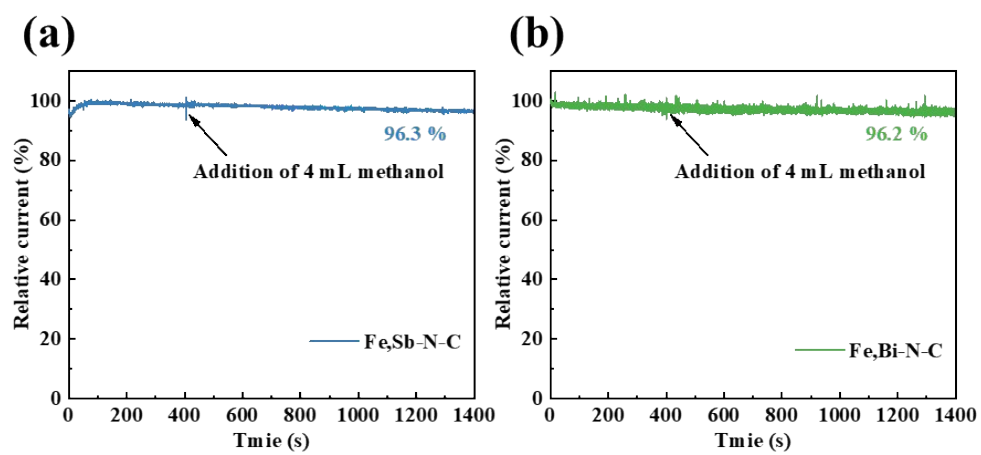 (a)
100
80
60
40
20
0
Relative current (%)
96.3 %
Addition of 4 mL methanol
Fe,Sb-N-C
0 200 400 600 800 1000 1200 1400
Tmie (s)
(b)
100
80
60
40
20
0
Relative current (%)
96.2 %
Addition of 4 mL methanol
Fe,Bi-N-C
0 200 400 600 800 1000 1200 1400
Tmie (s)